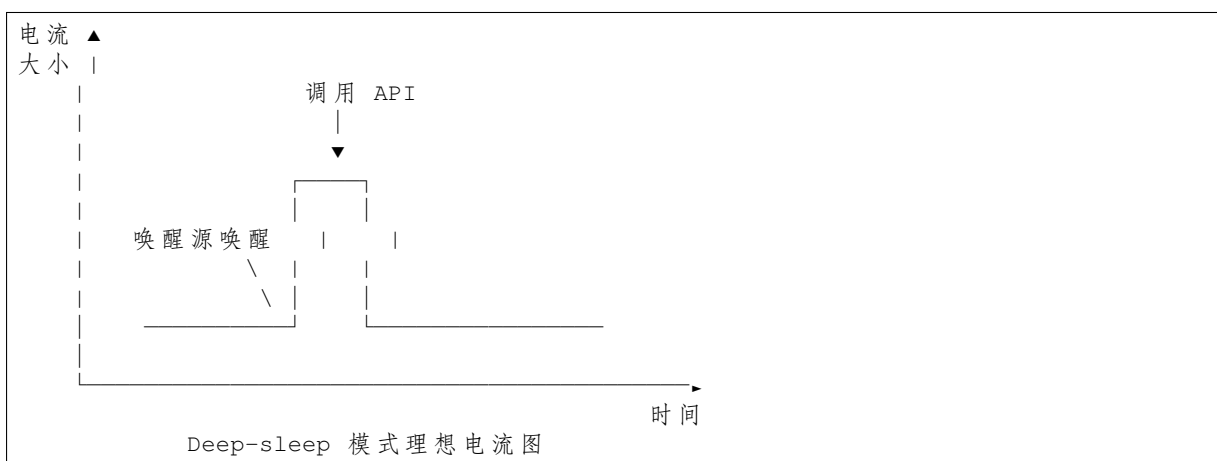 电流
大小
调用 API
唤醒源唤醒
时间
Deep-sleep 模式理想电流图